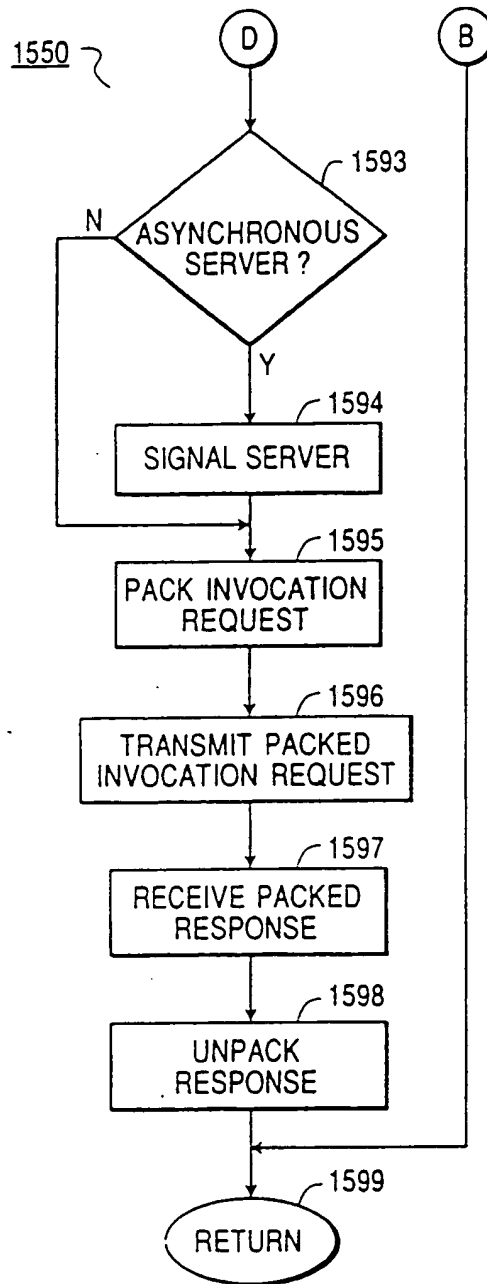 1550
D
B
1593
N
ASYNCHRONOUS
SERVER?
Y
1594
SIGNAL SERVER
1595
PACK INVOCATION
REQUEST
1596
TRANSMIT PACKED
INVOCATION REQUEST
1597
RECEIVE PACKED
RESPONSE
1598
UNPACK
RESPONSE
1599
RETURN